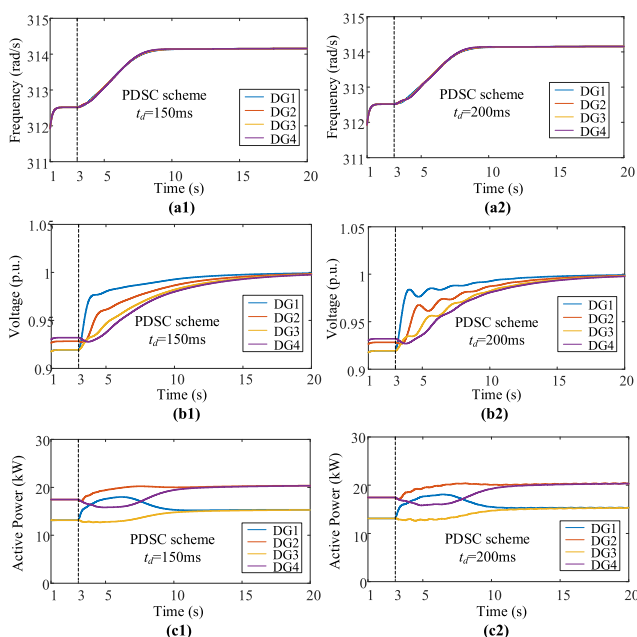 Frequency (rad/s)
315
314
313
312
311
PDSC scheme
t_d=150ms
DG1
DG2
DG3
DG4
1 3 5 10 15 20
Time (s)
(a1)
Frequency (rad/s)
315
314
313
312
311
PDSC scheme
t_d=200ms
DG1
DG2
DG3
DG4
1 3 5 10 15 20
Time (s)
(a2)
Voltage (p.u.)
1.05
1
0.95
0.9
PDSC scheme
t_d=150ms
DG1
DG2
DG3
DG4
1 3 5 10 15 20
Time (s)
(b1)
Voltage (p.u.)
1.05
1
0.95
0.9
PDSC scheme
t_d=200ms
DG1
DG2
DG3
DG4
1 3 5 10 15 20
Time (s)
(b2)
Active Power (kW)
30
20
10
0
PDSC scheme
t_d=150ms
DG1
DG2
DG3
DG4
1 3 5 10 15 20
Time (s)
(c1)
Active Power (kW)
30
20
10
0
PDSC scheme
t_d=200ms
DG1
DG2
DG3
DG4
1 3 5 10 15 20
Time (s)
(c2)